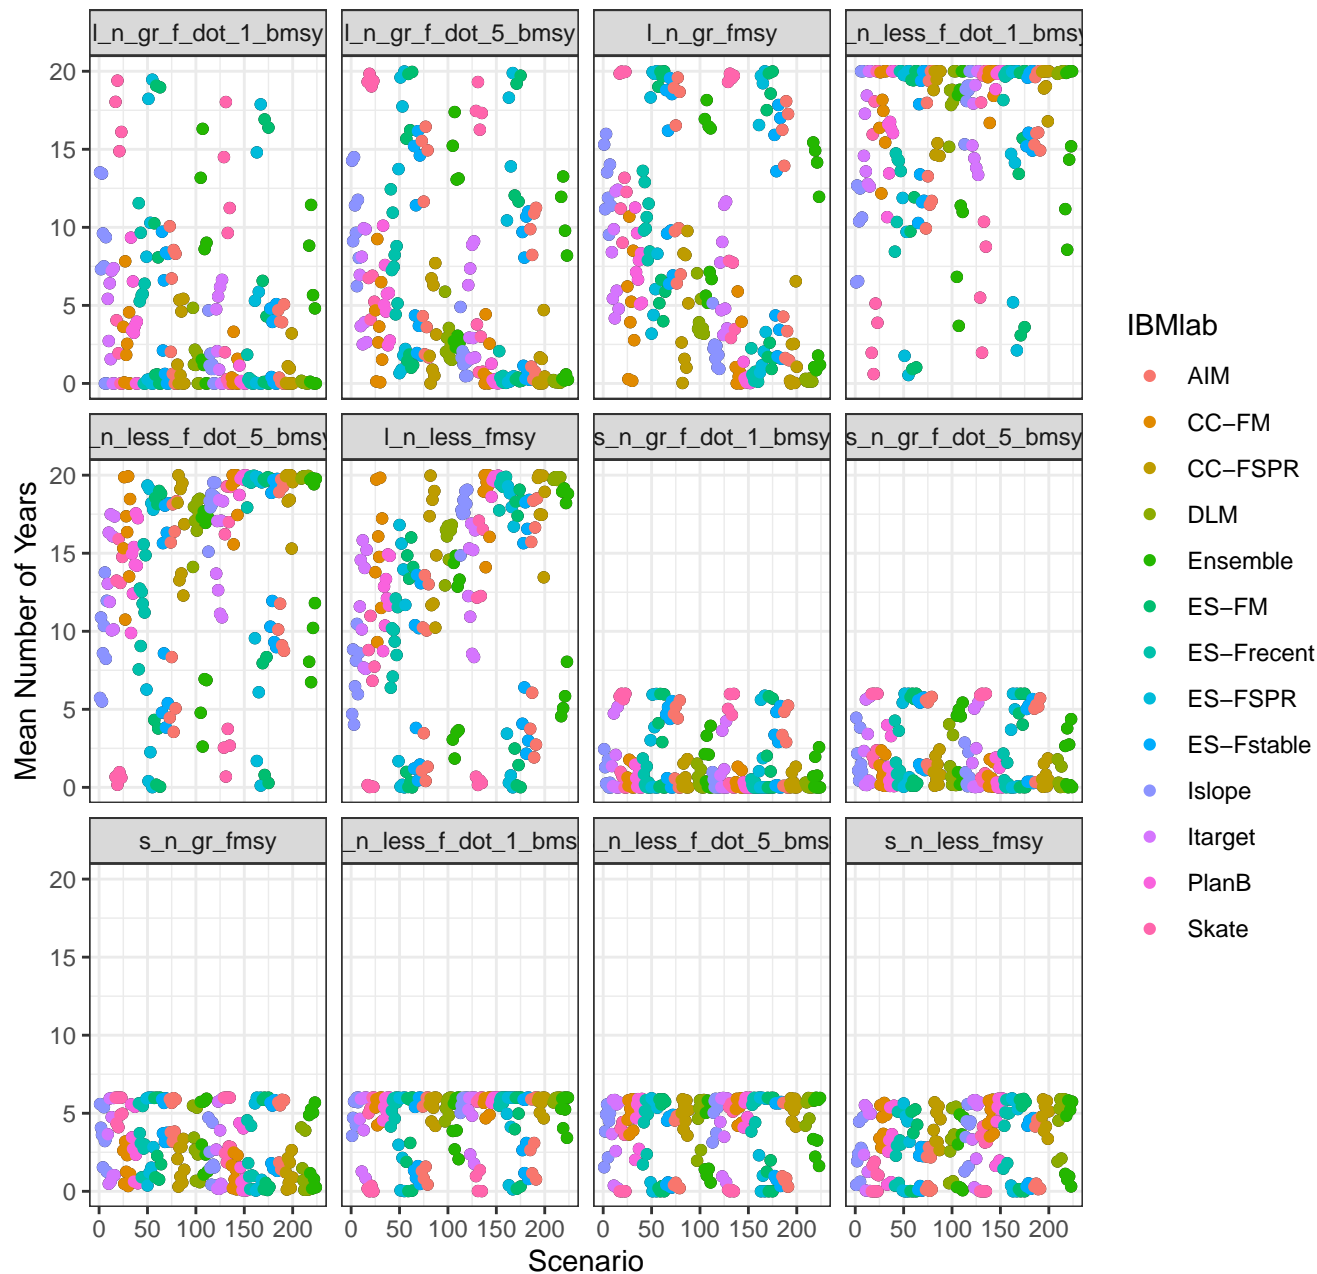 l_n_gr_f_dot_1_bmsy l_n_gr_f_dot_5_bmsy l_n_gr_fmsy _n_less_f_dot_1_bmsy
20
15
10
5
0
_n_less_f_dot_5_bmsy l_n_less_fmsy s_n_gr_f_dot_1_bmsy s_n_gr_f_dot_5_bmsy
20
15
10
5
0
s_n_gr_fmsy _n_less_f_dot_1_bms _n_less_f_dot_5_bms s_n_less_fmsy
20
15
10
5
0
0 50 100 150 200 0 50 100 150 200 0 50 100 150 200 0 50 100 150 200
Scenario
Mean Number of Years
IBMlab
AIM
CC−FM
CC−FSPR
DLM
Ensemble
ES−FM
ES−Frecent
ES−FSPR
ES−Fstable
Islope
Itarget
PlanB
Skate